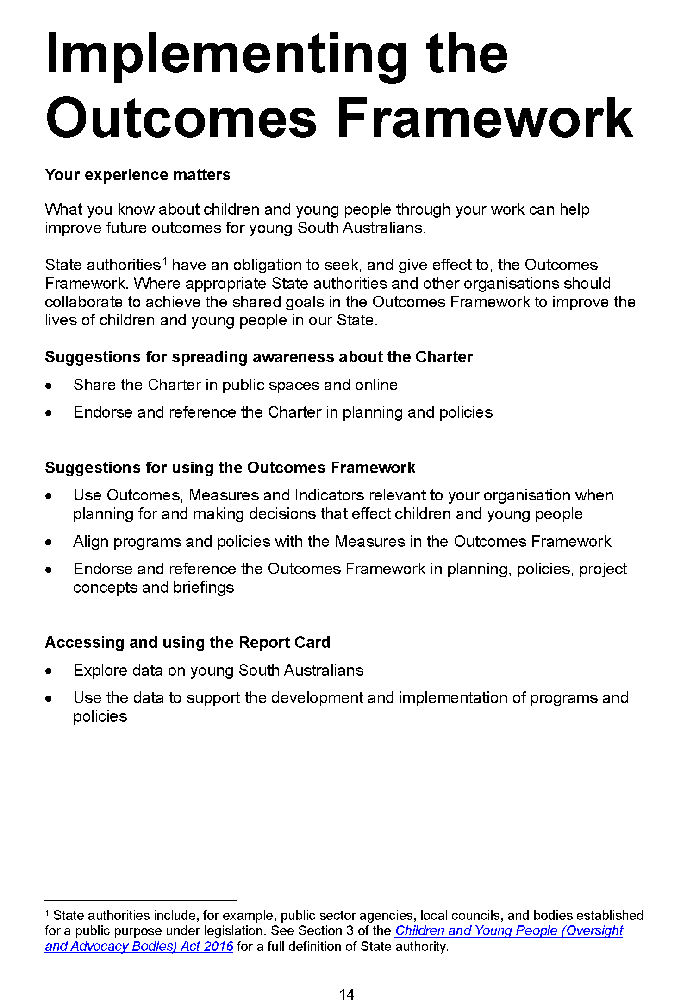 Implementing the
Outcomes Framework
Your experience matters
What you know about children and young people through your work can help
improve future outcomes for young South Australians.
State authorities¹ have an obligation to seek, and give effect to, the Outcomes
Framework. Where appropriate State authorities and other organisations should
collaborate to achieve the shared goals in the Outcomes Framework to improve the
lives of children and young people in our State.
Suggestions for spreading awareness about the Charter
• Share the Charter in public spaces and online
• Endorse and reference the Charter in planning and policies
Suggestions for using the Outcomes Framework
• Use Outcomes, Measures and Indicators relevant to your organisation when
planning for and making decisions that effect children and young people
• Align programs and policies with the Measures in the Outcomes Framework
• Endorse and reference the Outcomes Framework in planning, policies, project
concepts and briefings
Accessing and using the Report Card
• Explore data on young South Australians
• Use the data to support the development and implementation of programs and
policies
¹ State authorities include, for example, public sector agencies, local councils, and bodies established
for a public purpose under legislation. See Section 3 of the Children and Young People (Oversight
and Advocacy Bodies) Act 2016 for a full definition of State authority.
14